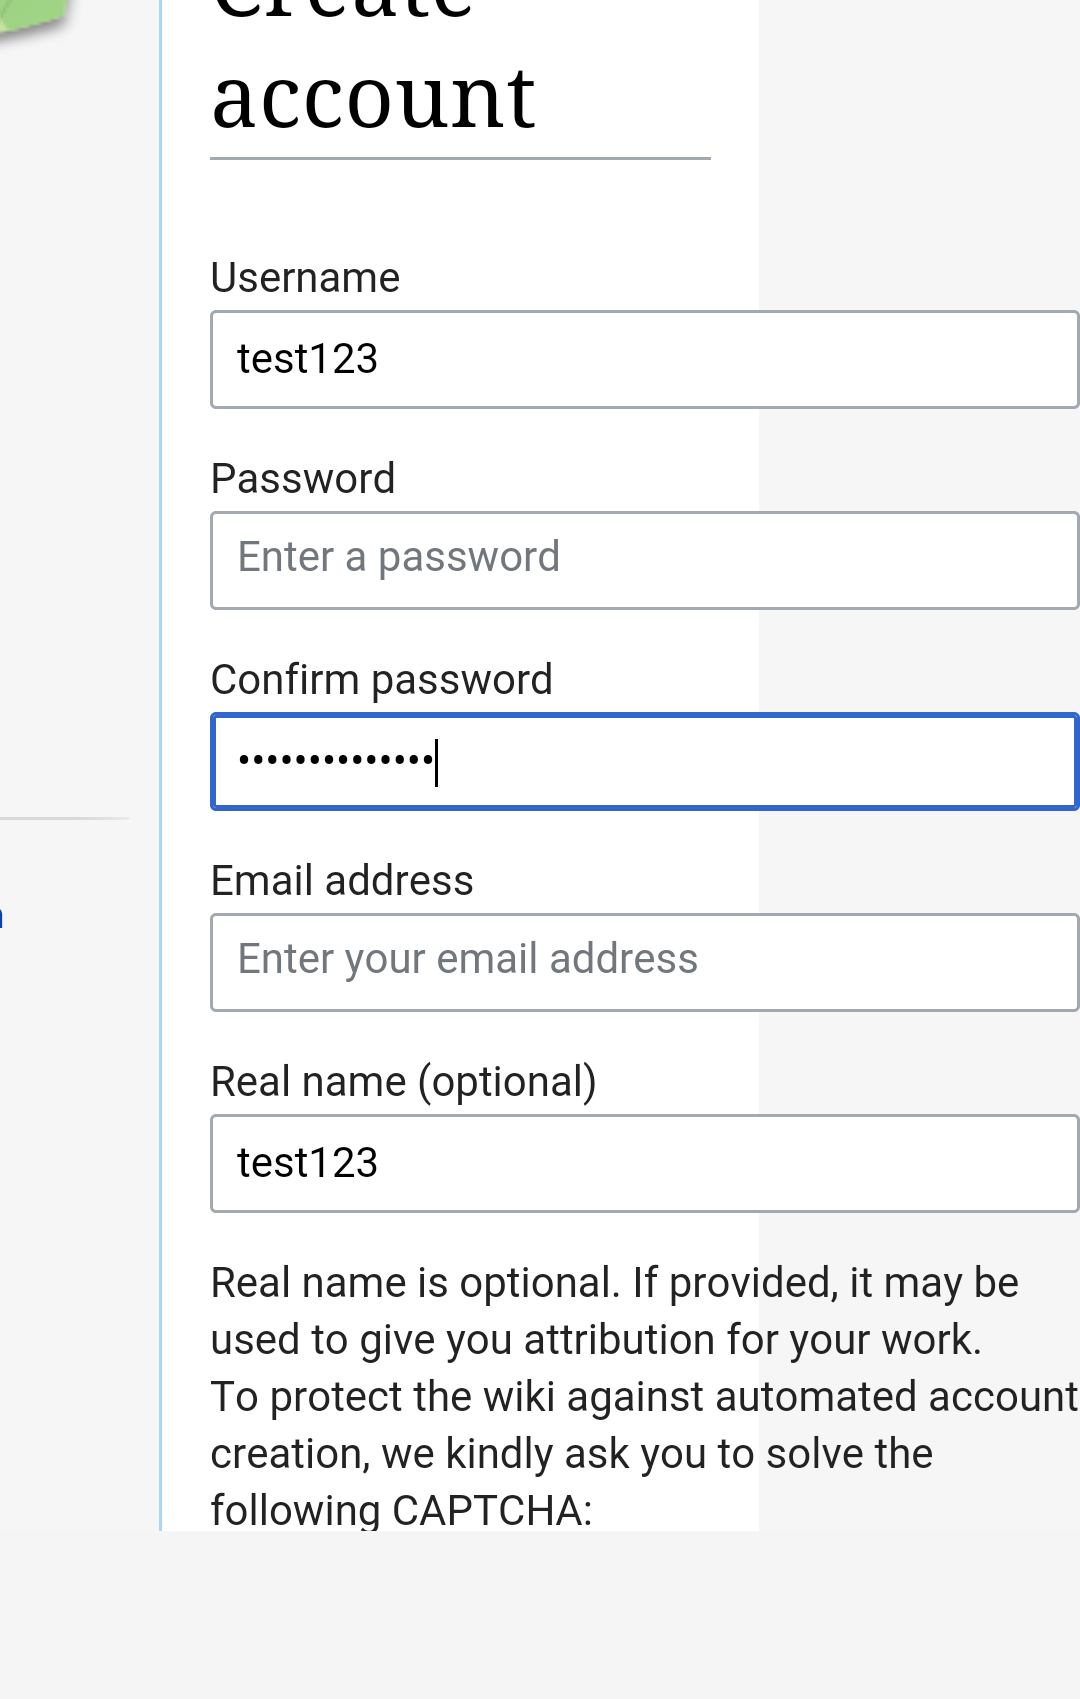 Create
account
Username
test123
Password
Enter a password
Confirm password
••••••••••••••
Email address
Enter your email address
Real name (optional)
test123
Real name is optional. If provided, it may be
used to give you attribution for your work.
To protect the wiki against automated account
creation, we kindly ask you to solve the
following CAPTCHA: